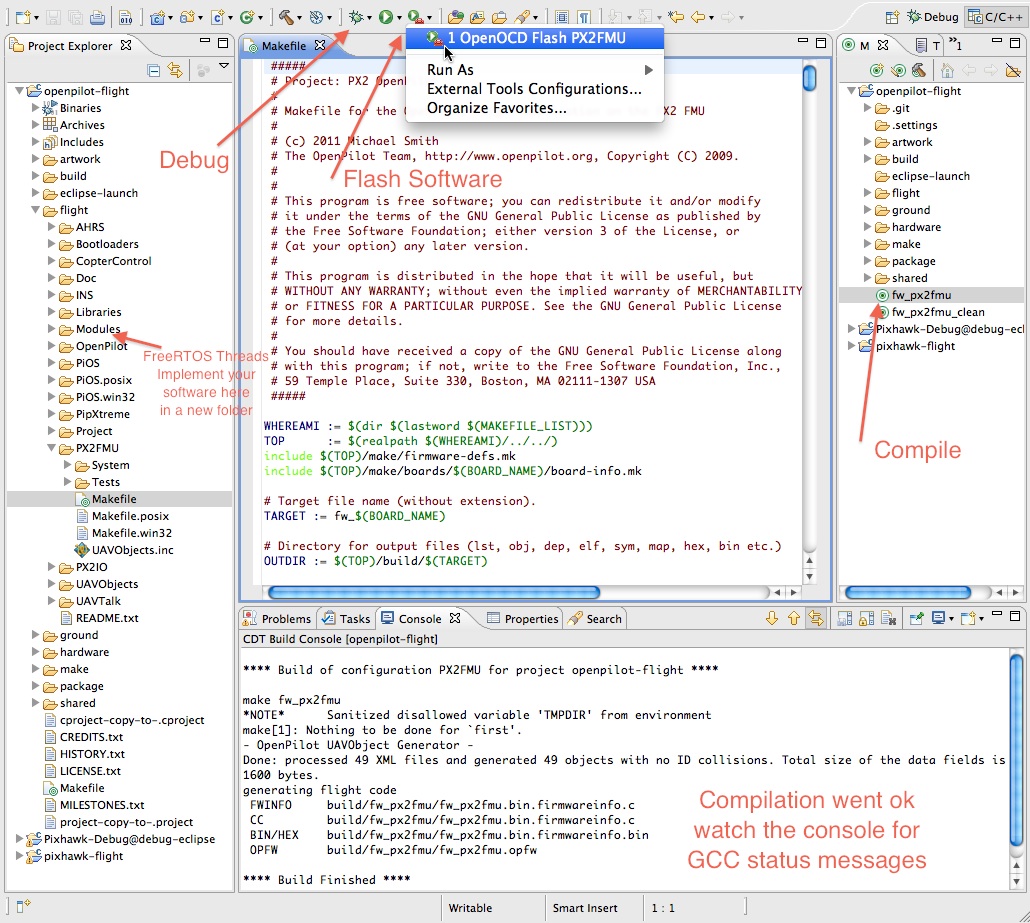 Debug
C/C++
Project Explorer
openpilot-flight
Binaries
Archives
Includes
artwork
build
eclipse-launch
flight
AHRS
Bootloaders
CopterControl
Doc
INS
Libraries
Modules
OpenPilot
PiOS
PiOS.posix
PiOS.win32
PipXtreme
Project
PX2FMU
System
Tests
Makefile
Makefile.posix
Makefile.win32
UAVObjects.inc
PX2IO
UAVObjects
UAVTalk
README.txt
ground
hardware
make
package
shared
cproject-copy-to-.cproject
CREDITS.txt
HISTORY.txt
LICENSE.txt
Makefile
MILESTONES.txt
project-copy-to-.project
Pixhawk-Debug@debug-eclipse
pixhawk-flight
Debug
Flash Software
FreeRTOS Threads
Implement your
software here
in a new folder
Makefile
1 OpenOCD Flash PX2FMU
Run As
External Tools Configurations...
Organize Favorites...
#####
# Project: PX2
#
# Makefile for the PX2 FMU
#
# (c) 2011 Michael Smith
# The OpenPilot Team, http://www.openpilot.org, Copyright (C) 2009.
#
#
# This program is free software; you can redistribute it and/or modify
# it under the terms of the GNU General Public License as published by
# the Free Software Foundation; either version 3 of the License, or
# (at your option) any later version.
#
# This program is distributed in the hope that it will be useful, but
# WITHOUT ANY WARRANTY; without even the implied warranty of MERCHANTABILITY
# or FITNESS FOR A PARTICULAR PURPOSE. See the GNU General Public License
# for more details.
#
# You should have received a copy of the GNU General Public License along
# with this program; if not, write to the Free Software Foundation, Inc.,
# 59 Temple Place, Suite 330, Boston, MA 02111-1307 USA
#####
WHEREAMI := $(dir $(lastword $(MAKEFILE_LIST)))
TOP := $(realpath $(WHEREAMI)/../../)
include $(TOP)/make/firmware-defs.mk
include $(TOP)/make/boards/$(BOARD_NAME)/board-info.mk
# Target file name (without extension).
TARGET := fw_$(BOARD_NAME)
# Directory for output files (lst, obj, dep, elf, sym, map, hex, bin etc.)
OUTDIR := $(TOP)/build/$(TARGET)
M
T
»1
openpilot-flight
.git
.settings
artwork
build
eclipse-launch
flight
ground
hardware
make
package
shared
fw_px2fmu
fw_px2fmu_clean
Pixhawk-Debug@debug-ecl
pixhawk-flight
Compile
Problems
Tasks
Console
Properties
Search
CDT Build Console [openpilot-flight]
**** Build of configuration PX2FMU for project openpilot-flight ****
make fw_px2fmu
*NOTE* Sanitized disallowed variable 'TMPDIR' from environment
make[1]: Nothing to be done for `first'.
- OpenPilot UAVObject Generator -
Done: processed 49 XML files and generated 49 objects with no ID collisions. Total size of the data fields is
1600 bytes.
generating flight code
FWINFO build/fw_px2fmu/fw_px2fmu.bin.firmwareinfo.c
CC build/fw_px2fmu/fw_px2fmu.bin.firmwareinfo.c
BIN/HEX build/fw_px2fmu/fw_px2fmu.bin.firmwareinfo.bin
OPFW build/fw_px2fmu/fw_px2fmu.opfw
**** Build Finished ****
Compilation went ok
watch the console for
GCC status messages
Writable
Smart Insert
1 : 1